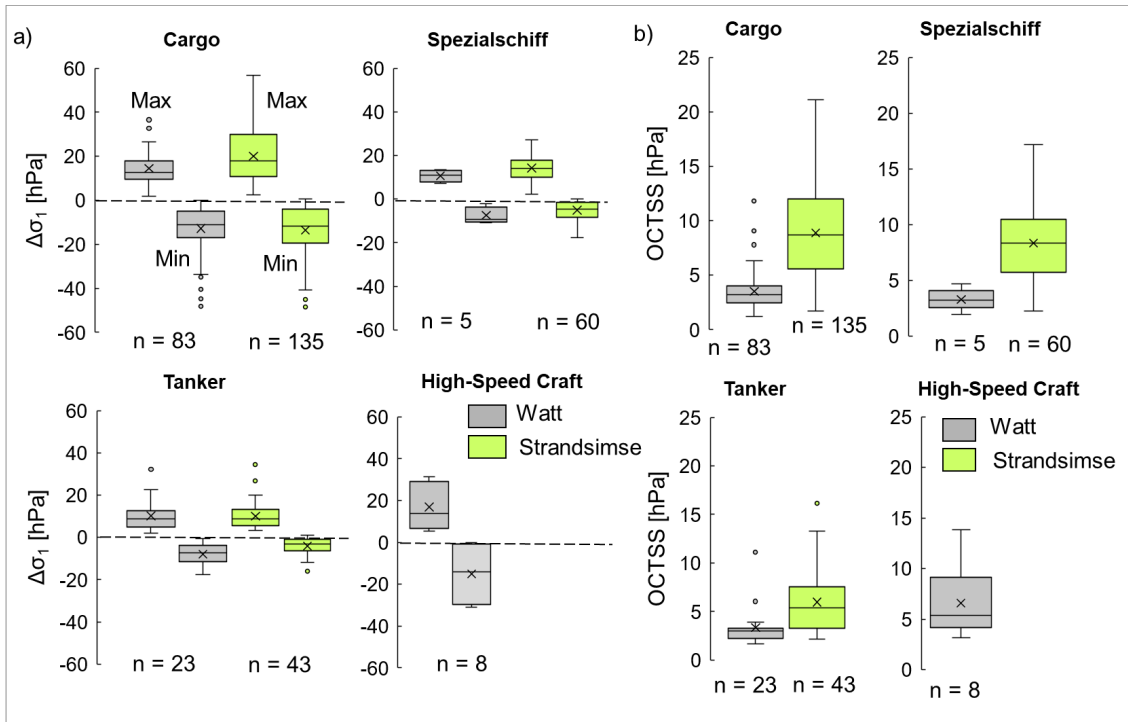 a)
Cargo
Spezialschiff
Δσ1 [hPa]
60
40
20
0
-20
-40
-60
Max
Max
Min
Min
n = 83
n = 135
60
40
20
0
-20
-40
-60
n = 5
n = 60
Tanker
High-Speed Craft
Δσ1 [hPa]
60
40
20
0
-20
-40
-60
n = 23
n = 43
Watt
Strandsimse
60
40
20
0
-20
-40
-60
n = 8
b)
Cargo
Spezialschiff
OCTSS [hPa]
25
20
15
10
5
0
n = 83
n = 135
25
20
15
10
5
0
n = 5
n = 60
Tanker
High-Speed Craft
OCTSS [hPa]
25
20
15
10
5
0
n = 23
n = 43
Watt
Strandsimse
25
20
15
10
5
0
n = 8